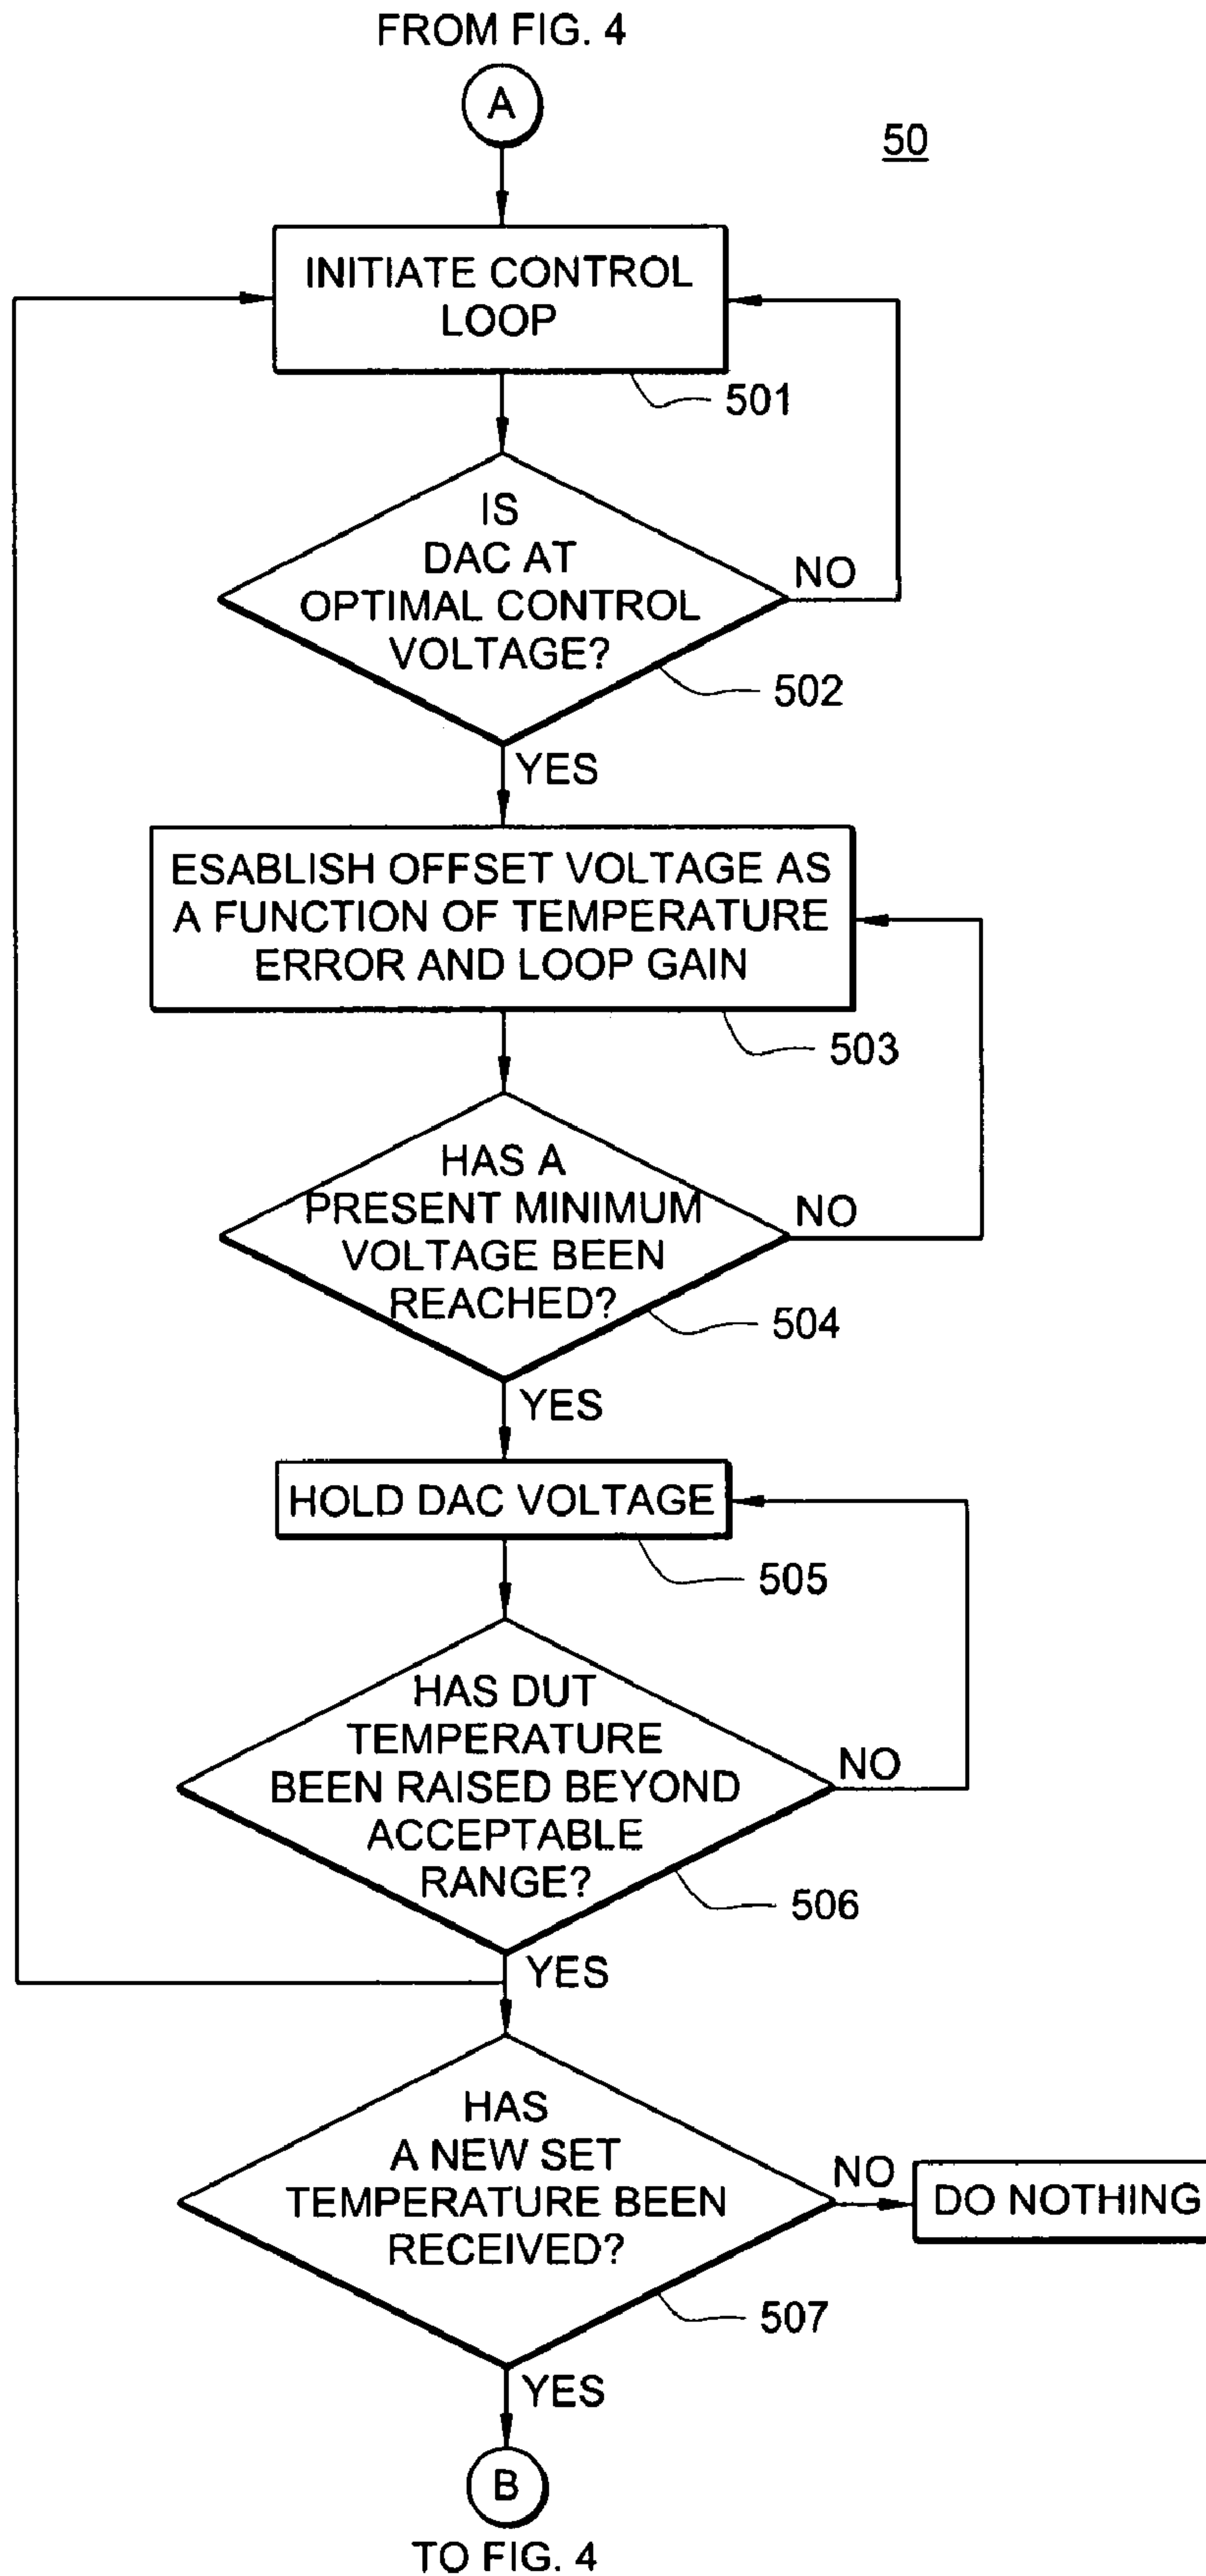 FROM FIG. 4
A
50
INITIATE CONTROL
LOOP
501
IS
DAC AT
OPTIMAL CONTROL
VOLTAGE?
NO
502
YES
ESABLISH OFFSET VOLTAGE AS
A FUNCTION OF TEMPERATURE
ERROR AND LOOP GAIN
503
HAS A
PRESENT MINIMUM
VOLTAGE BEEN
REACHED?
NO
504
YES
HOLD DAC VOLTAGE
505
HAS DUT
TEMPERATURE
BEEN RAISED BEYOND
ACCEPTABLE
RANGE?
NO
506
YES
HAS
A NEW SET
TEMPERATURE BEEN
RECEIVED?
NO
DO NOTHING
507
YES
B
TO FIG. 4